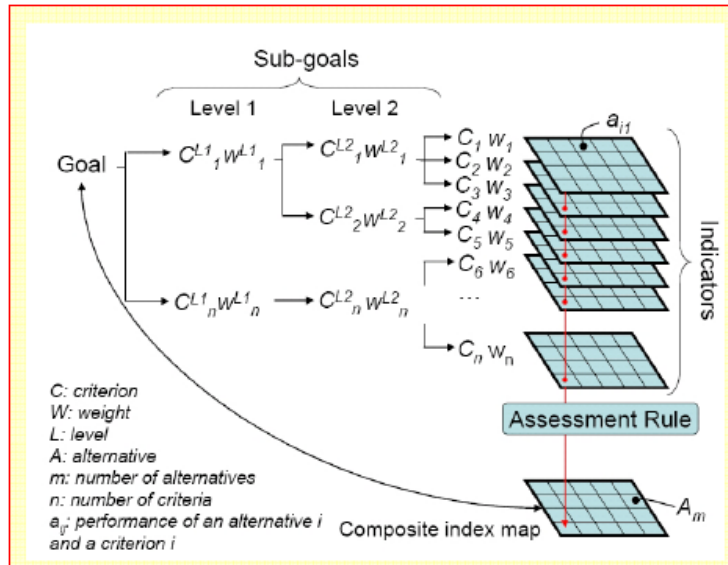 Sub-goals
Level 1 Level 2
Goal
C^L1_1 w^L1_1
C^L1_n w^L1_n
C^L2_1 w^L2_1
C^L2_2 w^L2_2
C^L2_n w^L2_n
C_1 w_1
C_2 w_2
C_3 w_3
C_4 w_4
C_5 w_5
C_6 w_6
...
C_n w_n
a_i1
Indicators
Assessment Rule
A_m
Composite index map
C: criterion
W: weight
L: level
A: alternative
m: number of alternatives
n: number of criteria
a_ij: performance of an alternative i
and a criterion i